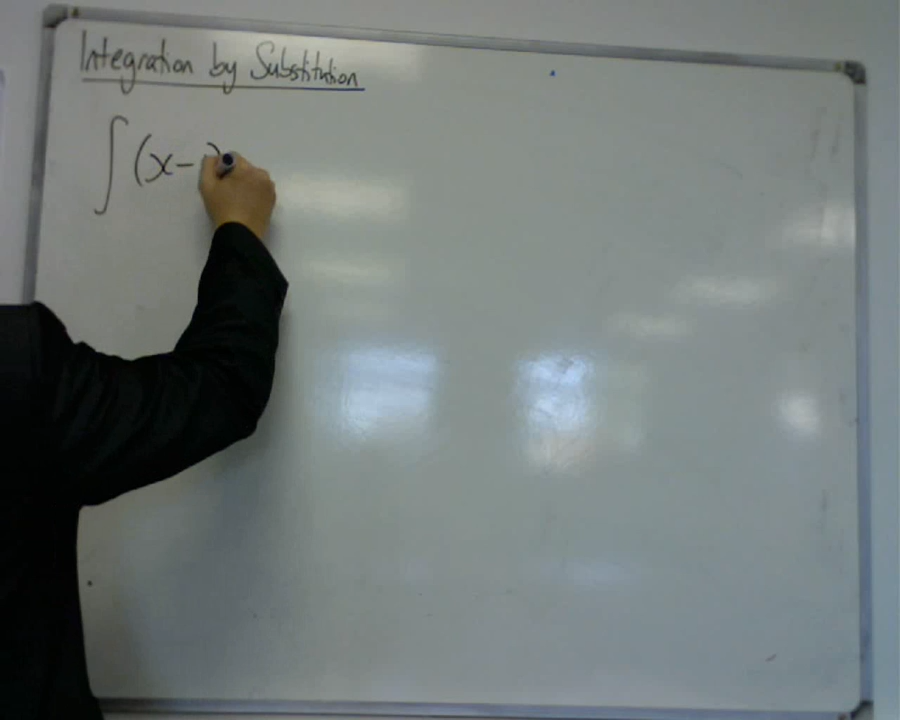 Integration by Substitution
∫ (x-